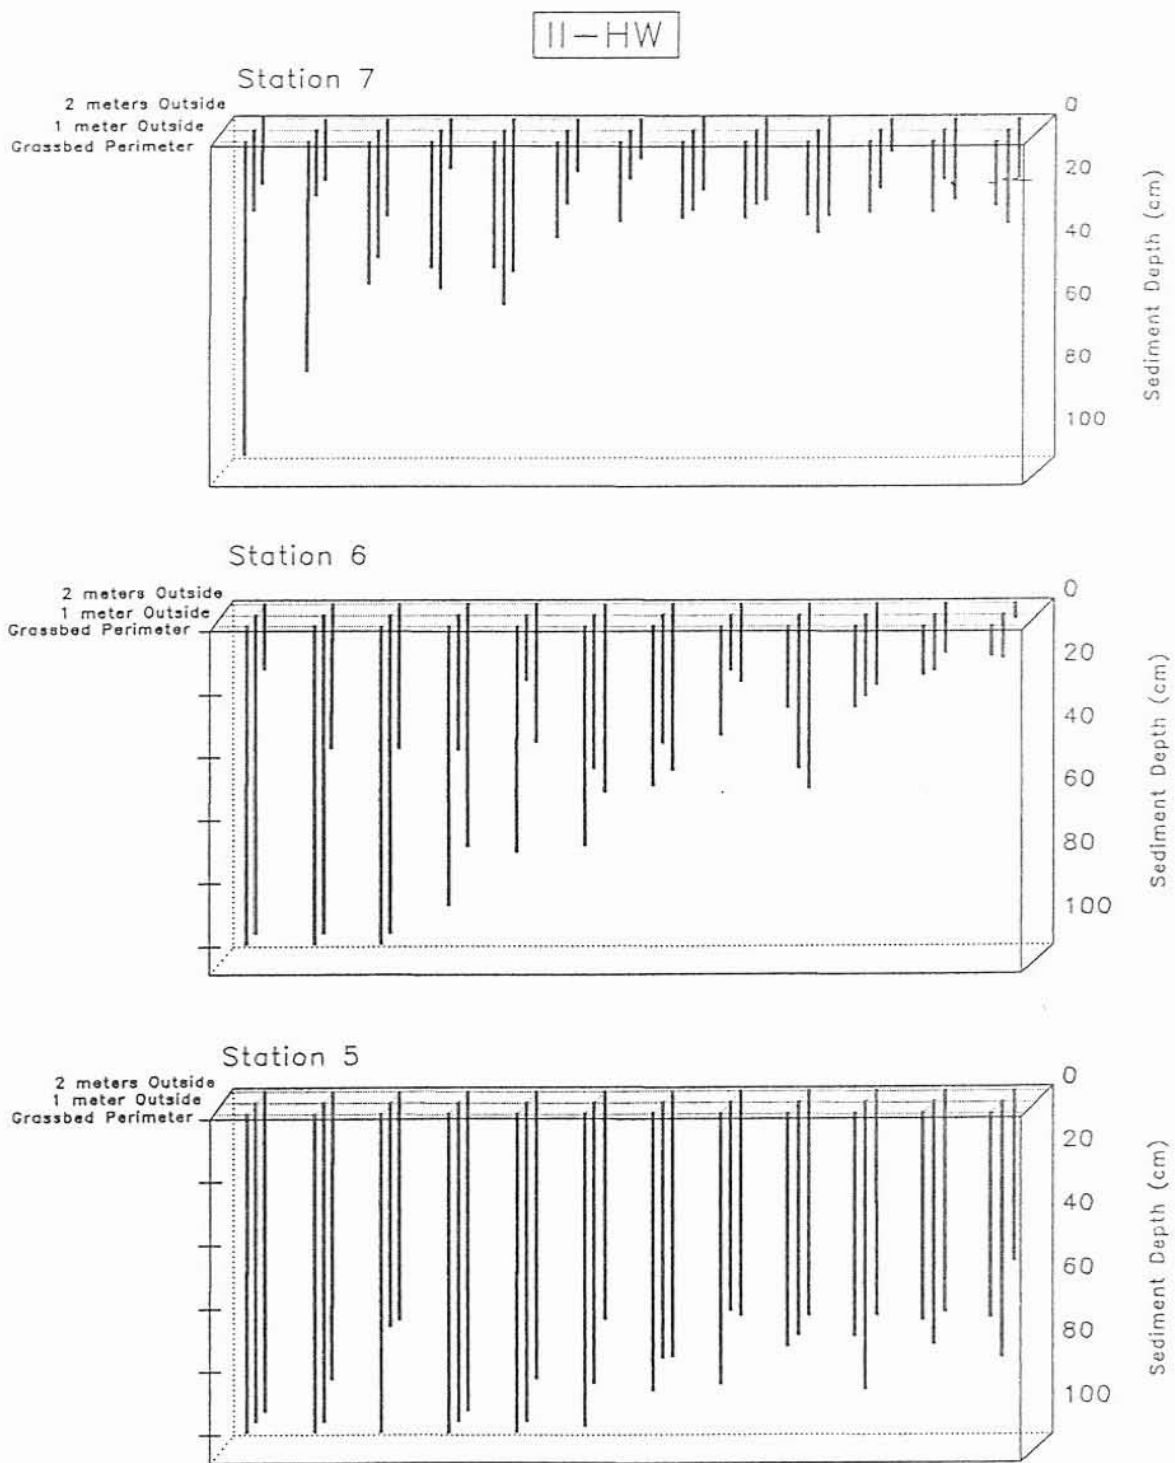 II-HW
Station 7
2 meters Outside
1 meter Outside
Grassbed Perimeter
0
20
40
60
80
100
Sediment Depth (cm)
Station 6
2 meters Outside
1 meter Outside
Grassbed Perimeter
0
20
40
60
80
100
Sediment Depth (cm)
Station 5
2 meters Outside
1 meter Outside
Grassbed Perimeter
0
20
40
60
80
100
Sediment Depth (cm)